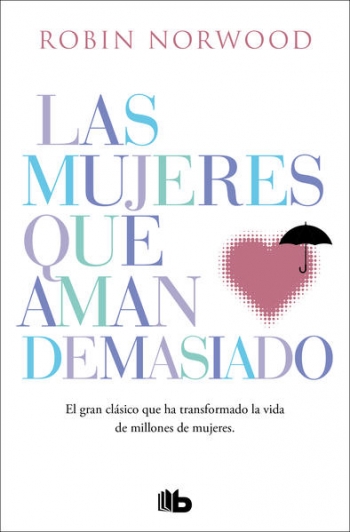 ROBIN NORWOOD
LAS
MUJERES
QUE
AMAN
DEMASIADO
El gran clásico que ha transformado la vida
de millones de mujeres.
b